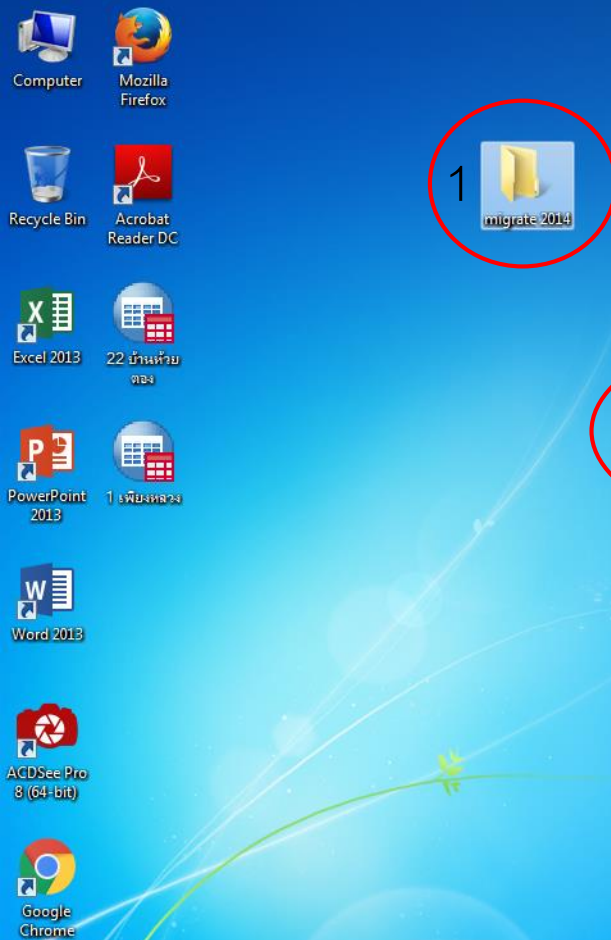 Computer
Mozilla
Firefox
1
migrate 2014
Recycle Bin
Acrobat
Reader DC
Excel 2013
22 บ้านห้วย
ตอง
PowerPoint
2013
1 เพียงหลวง
Word 2013
ACDSee Pro
8 (64-bit)
Google
Chrome